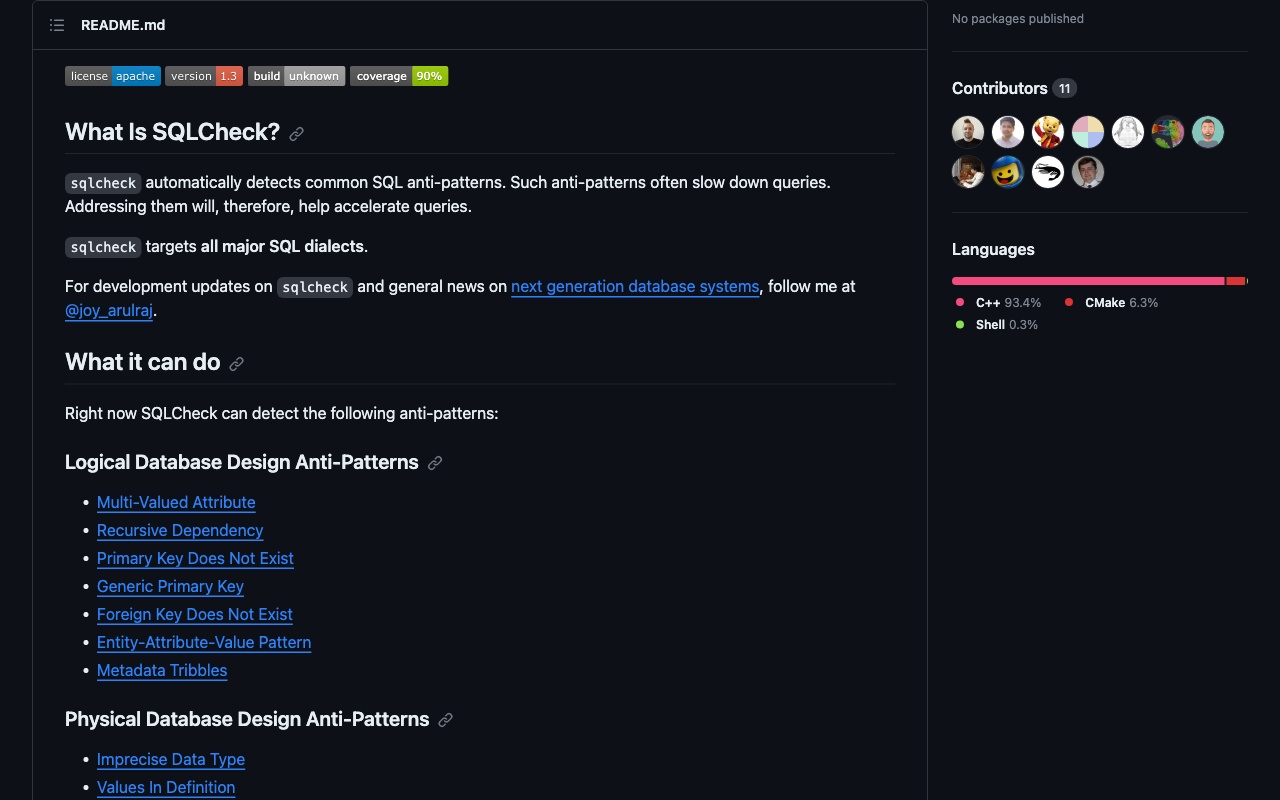 README.md
license apache version 1.3 build unknown coverage 90%
What Is SQLCheck?
sqlcheck automatically detects common SQL anti-patterns. Such anti-patterns often slow down queries.
Addressing them will, therefore, help accelerate queries.
sqlcheck targets all major SQL dialects.
For development updates on sqlcheck and general news on next generation database systems, follow me at
@joy_arulraj.
What it can do
Right now SQLCheck can detect the following anti-patterns:
Logical Database Design Anti-Patterns
• Multi-Valued Attribute
• Recursive Dependency
• Primary Key Does Not Exist
• Generic Primary Key
• Foreign Key Does Not Exist
• Entity-Attribute-Value Pattern
• Metadata Tribbles
Physical Database Design Anti-Patterns
• Imprecise Data Type
• Values In Definition
No packages published
Contributors 11
Languages
C++ 93.4% CMake 6.3%
Shell 0.3%